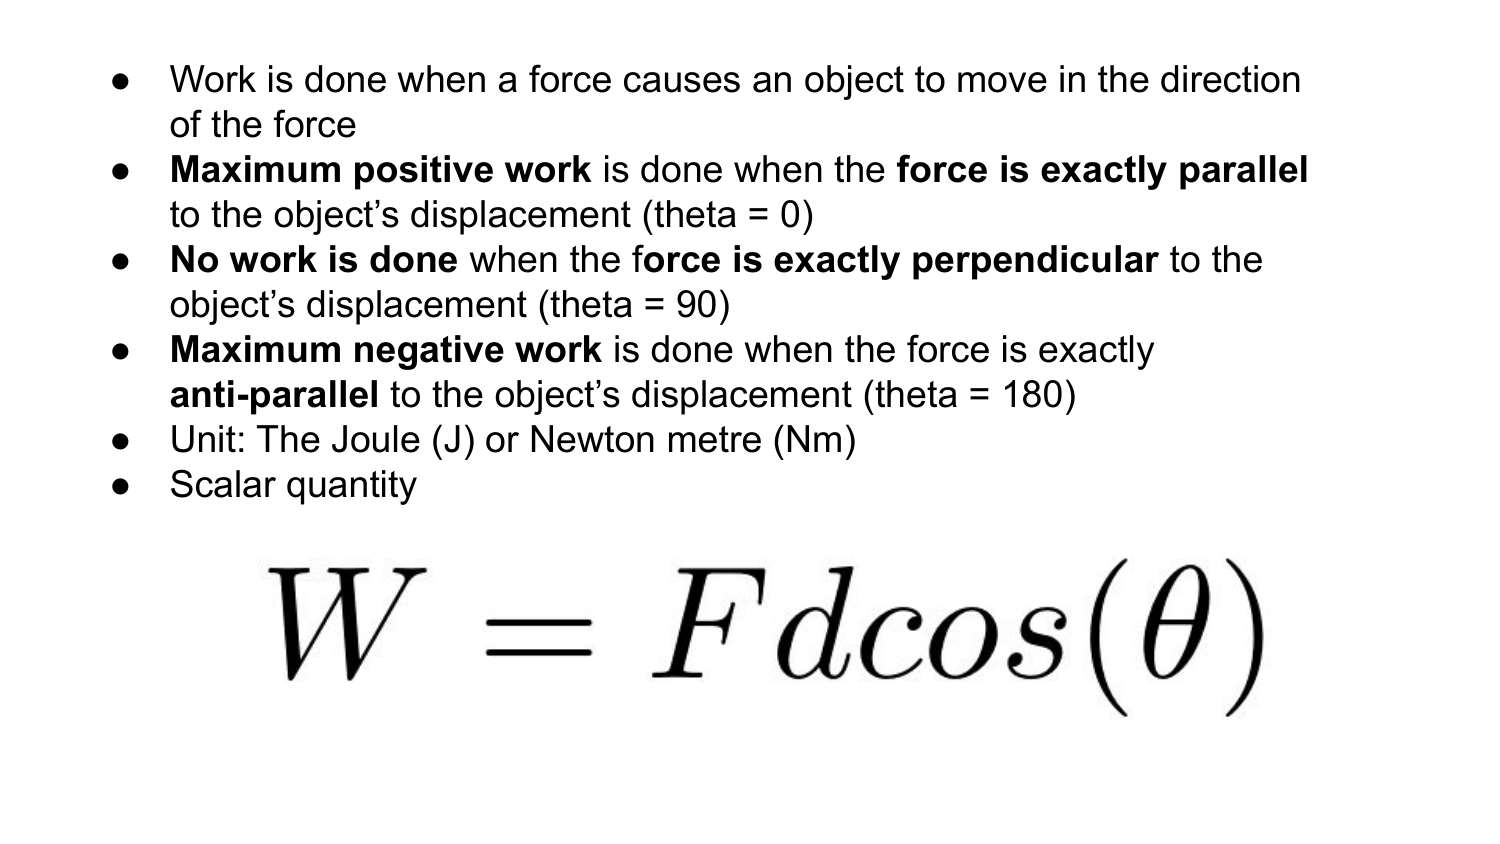 ● Work is done when a force causes an object to move in the direction
of the force
● Maximum positive work is done when the force is exactly parallel
to the object’s displacement (theta = 0)
● No work is done when the force is exactly perpendicular to the
object’s displacement (theta = 90)
● Maximum negative work is done when the force is exactly
anti-parallel to the object’s displacement (theta = 180)
● Unit: The Joule (J) or Newton metre (Nm)
● Scalar quantity
W = Fdcos(θ)